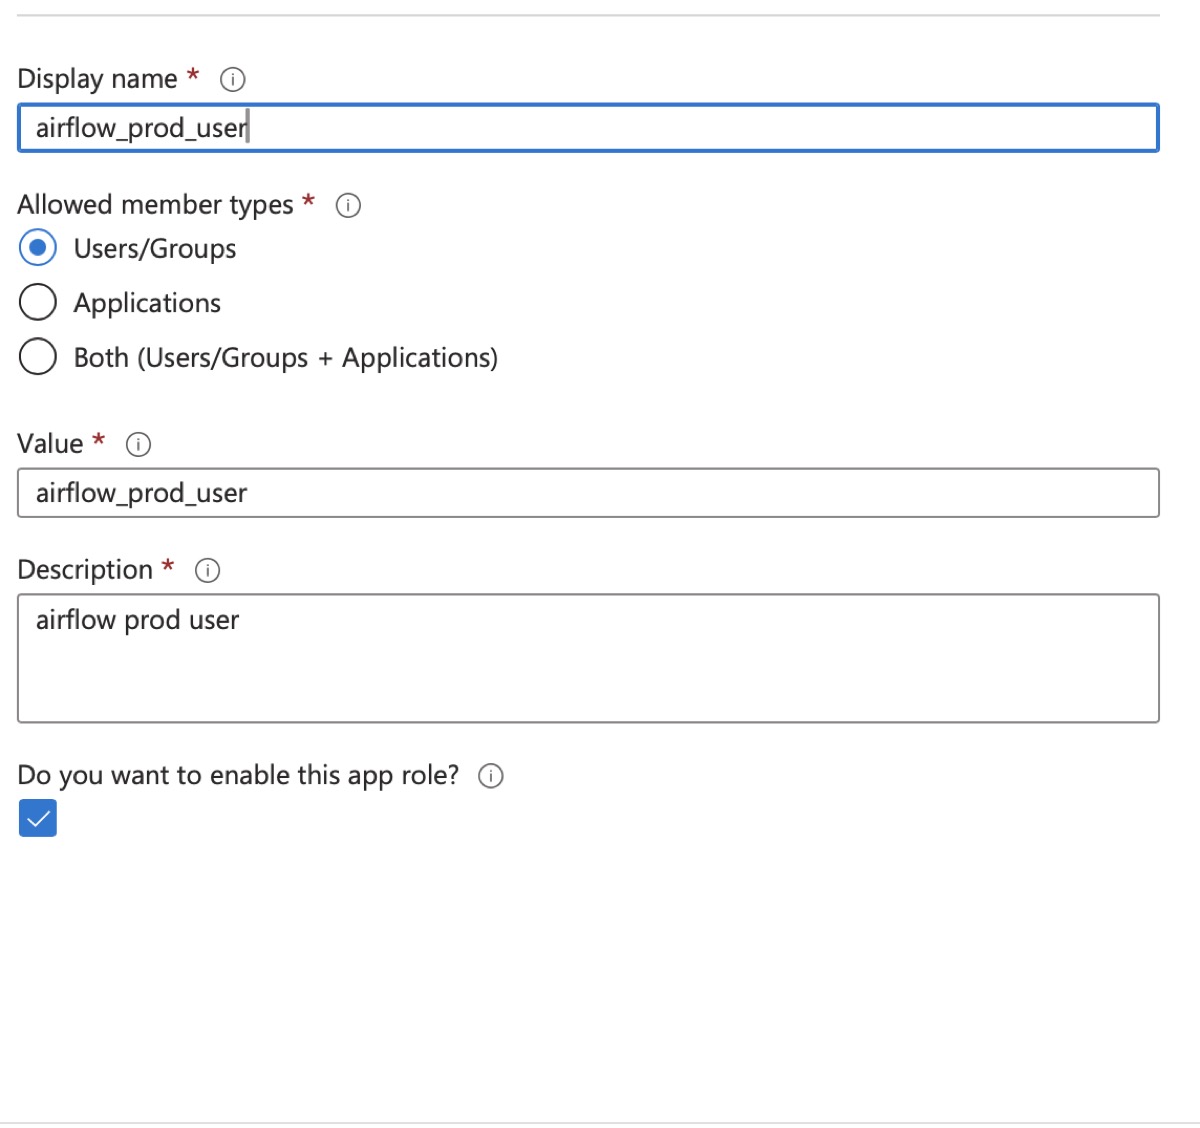 Display name *
airflow_prod_user
Allowed member types *
Users/Groups
Applications
Both (Users/Groups + Applications)
Value *
airflow_prod_user
Description *
airflow prod user
Do you want to enable this app role?